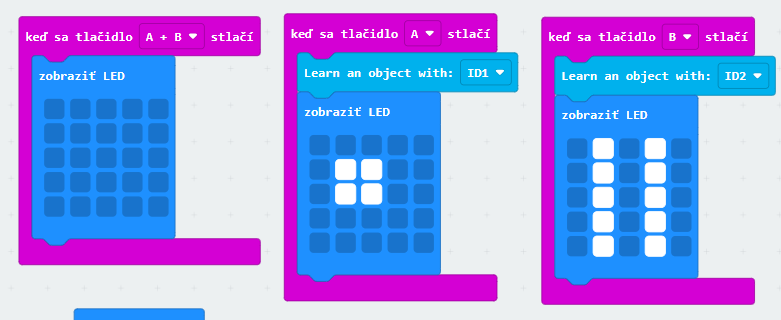 keď sa tlačidlo A + B stlačí
zobraziť LED
keď sa tlačidlo A stlačí
Learn an object with: ID1
zobraziť LED
keď sa tlačidlo B stlačí
Learn an object with: ID2
zobraziť LED